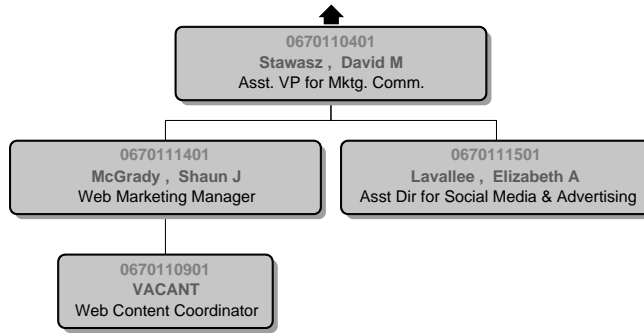 0670110401
Stawasz , David M
Asst. VP for Mktg. Comm.
0670111401
McGrady , Shaun J
Web Marketing Manager
0670111501
Lavallee , Elizabeth A
Asst Dir for Social Media & Advertising
0670110901
VACANT
Web Content Coordinator